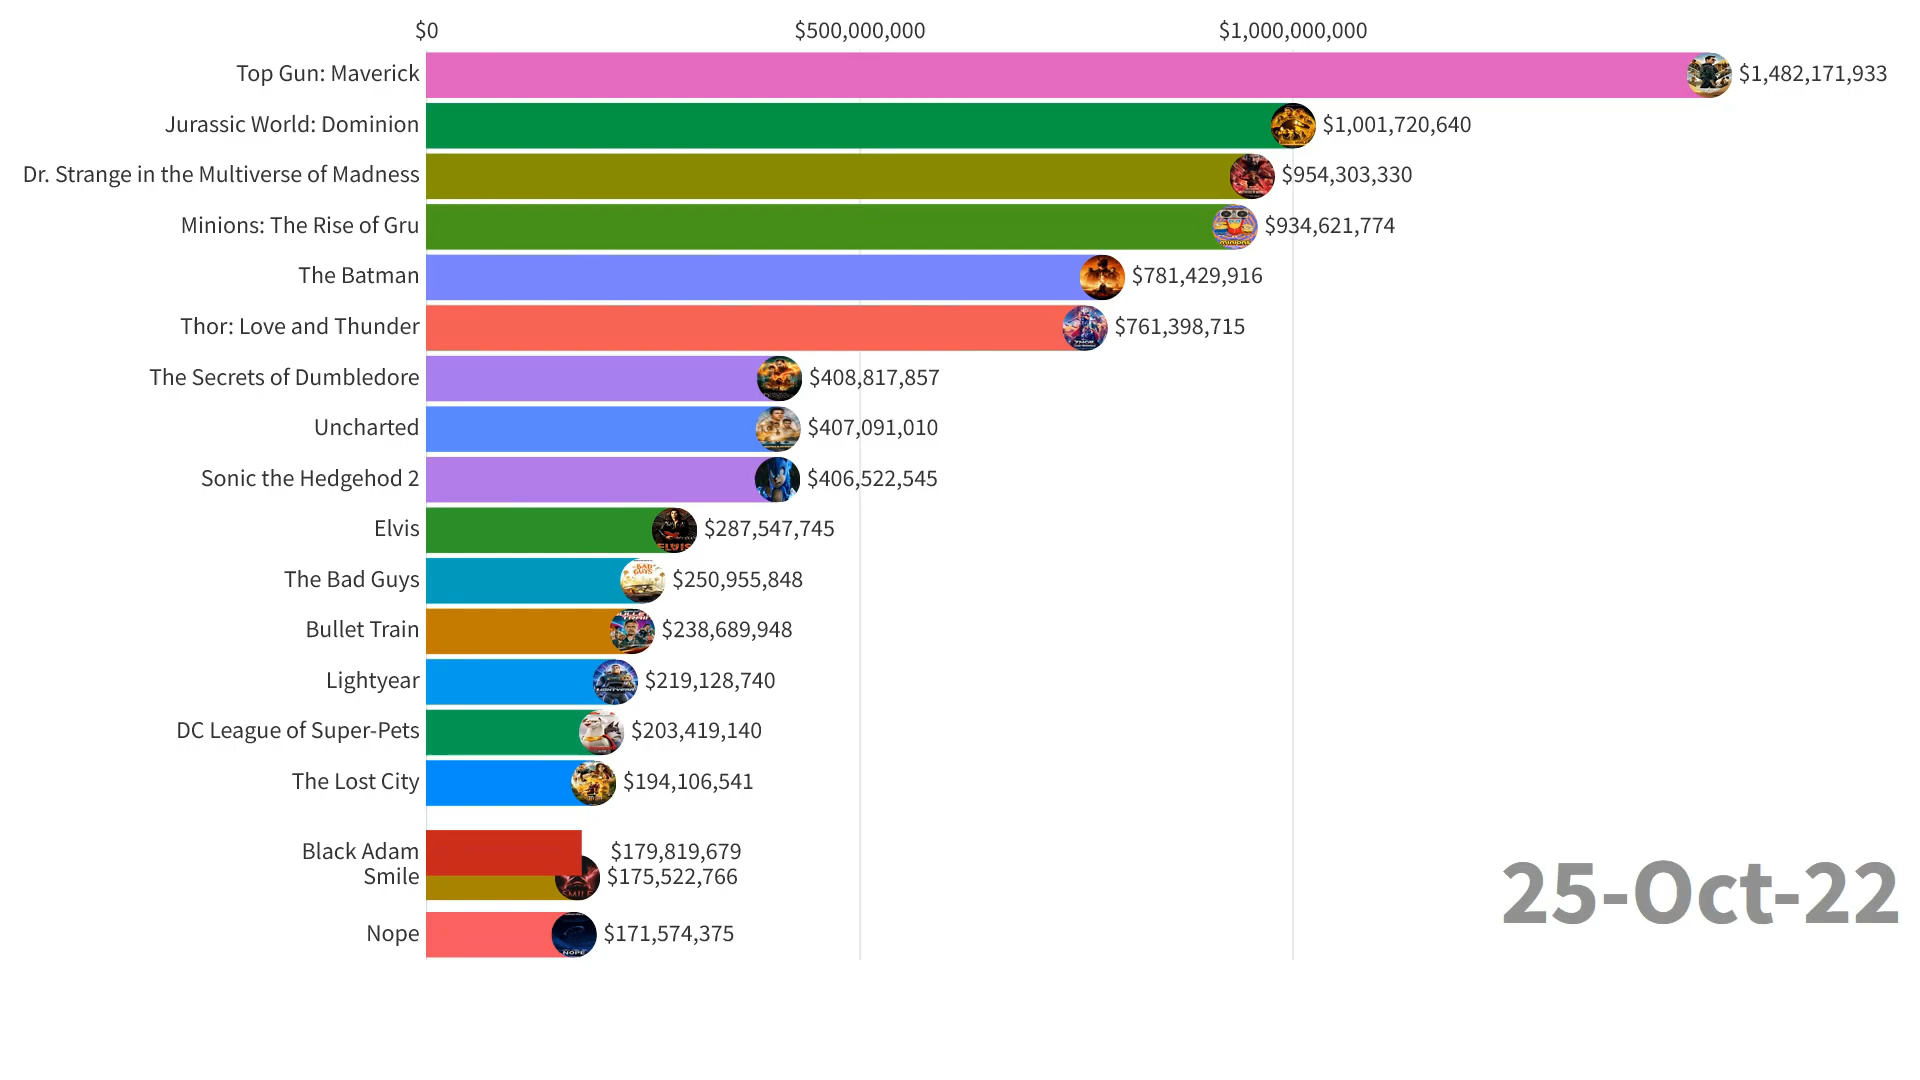 $0 $500,000,000 $1,000,000,000
Top Gun: Maverick $1,482,171,933
Jurassic World: Dominion $1,001,720,640
Dr. Strange in the Multiverse of Madness $954,303,330
Minions: The Rise of Gru $934,621,774
The Batman $781,429,916
Thor: Love and Thunder $761,398,715
The Secrets of Dumbledore $408,817,857
Uncharted $407,091,010
Sonic the Hedgehod 2 $406,522,545
Elvis ELVIS $287,547,745
The Bad Guys BAD GUYS $250,955,848
Bullet Train $238,689,948
Lightyear LIGHTYEAR $219,128,740
DC League of Super-Pets $203,419,140
The Lost City $194,106,541
Black Adam $179,819,679
Smile SMILE $175,522,766
Nope NOPE $171,574,375
25-Oct-22